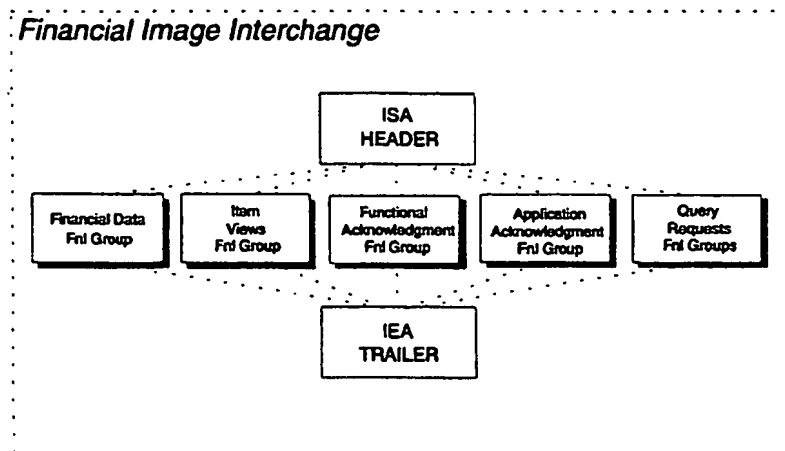 Financial Image Interchange
ISA
HEADER
Financial Data
Fnl Group
Item
Views
Fnl Group
Functional
Acknowledgment
Fnl Group
Application
Acknowledgment
Fnl Group
Query
Requests
Fnl Groups
IEA
TRAILER